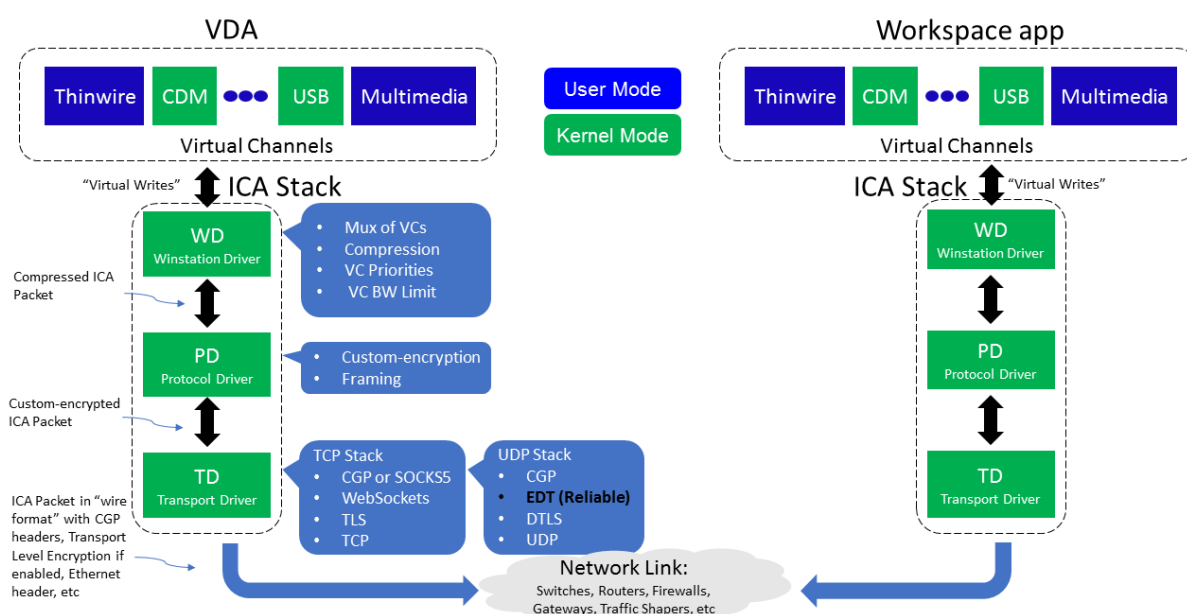 VDA
Thinwire
CDM
USB
Multimedia
Virtual Channels
User Mode
Kernel Mode
Workspace app
Thinwire
CDM
USB
Multimedia
Virtual Channels
“Virtual Writes”
ICA Stack
WD
Winstation Driver
• Mux of VCs
• Compression
• VC Priorities
• VC BW Limit
Compressed ICA
Packet
PD
Protocol Driver
• Custom-encryption
• Framing
Custom-encrypted
ICA Packet
TD
Transport Driver
TCP Stack
• CGP or SOCKS5
• WebSockets
• TLS
• TCP
UDP Stack
• CGP
• EDT (Reliable)
• DTLS
• UDP
ICA Packet in “wire
format” with CGP
headers, Transport
Level Encryption if
enabled, Ethernet
header, etc
ICA Stack
“Virtual Writes”
WD
Winstation Driver
PD
Protocol Driver
TD
Transport Driver
Network Link:
Switches, Routers, Firewalls,
Gateways, Traffic Shapers, etc